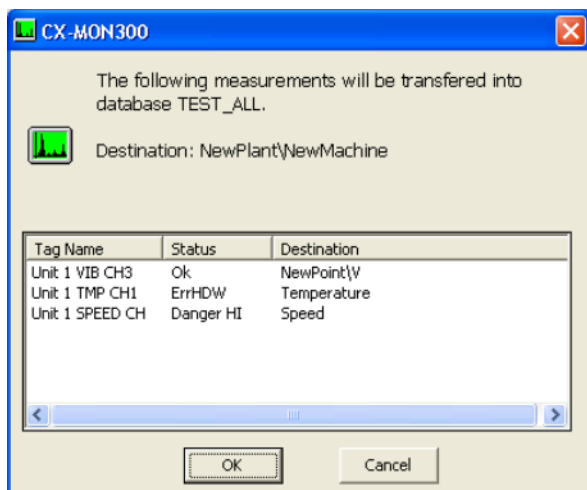 CX-MON300
The following measurements will be transfered into
database TEST_ALL.
Destination: NewPlant\NewMachine
Tag Name Status Destination
Unit 1 VIB CH3 Ok NewPoint\V
Unit 1 TMP CH1 ErrHDW Temperature
Unit 1 SPEED CH Danger HI Speed
OK Cancel